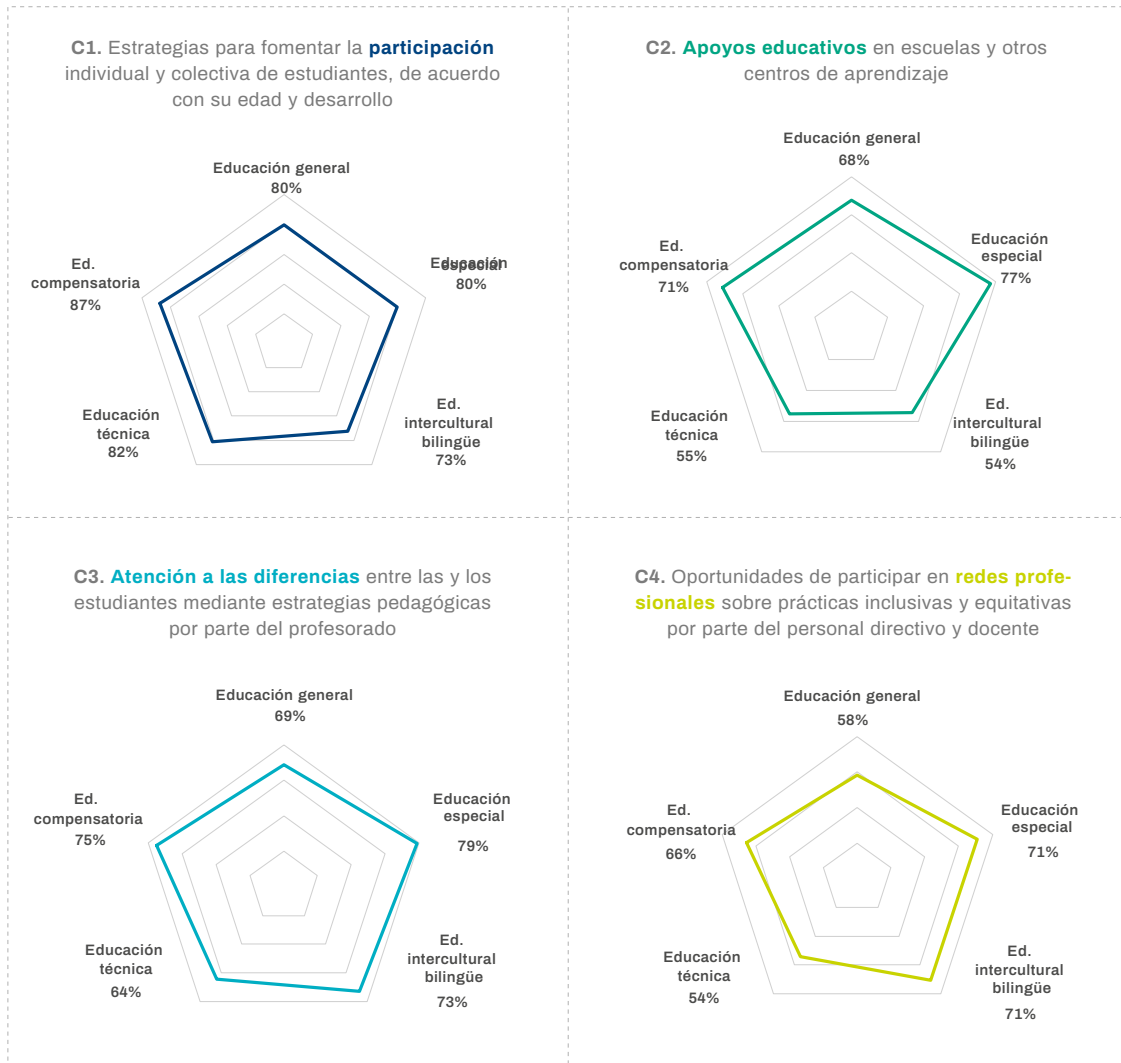 C1. Estrategias para fomentar la participación
individual y colectiva de estudiantes, de acuerdo
con su edad y desarrollo
Educación general
80%
Educación
especial
80%
Ed.
intercultural
bilingüe
73%
Educación
técnica
82%
Ed.
compensatoria
87%
C2. Apoyos educativos en escuelas y otros
centros de aprendizaje
Educación general
68%
Educación
especial
77%
Ed.
intercultural
bilingüe
54%
Educación
técnica
55%
Ed.
compensatoria
71%
C3. Atención a las diferencias entre las y los
estudiantes mediante estrategias pedagógicas
por parte del profesorado
Educación general
69%
Educación
especial
79%
Ed.
intercultural
bilingüe
73%
Educación
técnica
64%
Ed.
compensatoria
75%
C4. Oportunidades de participar en redes profe-
sionales sobre prácticas inclusivas y equitativas
por parte del personal directivo y docente
Educación general
58%
Educación
especial
71%
Ed.
intercultural
bilingüe
71%
Educación
técnica
54%
Ed.
compensatoria
66%